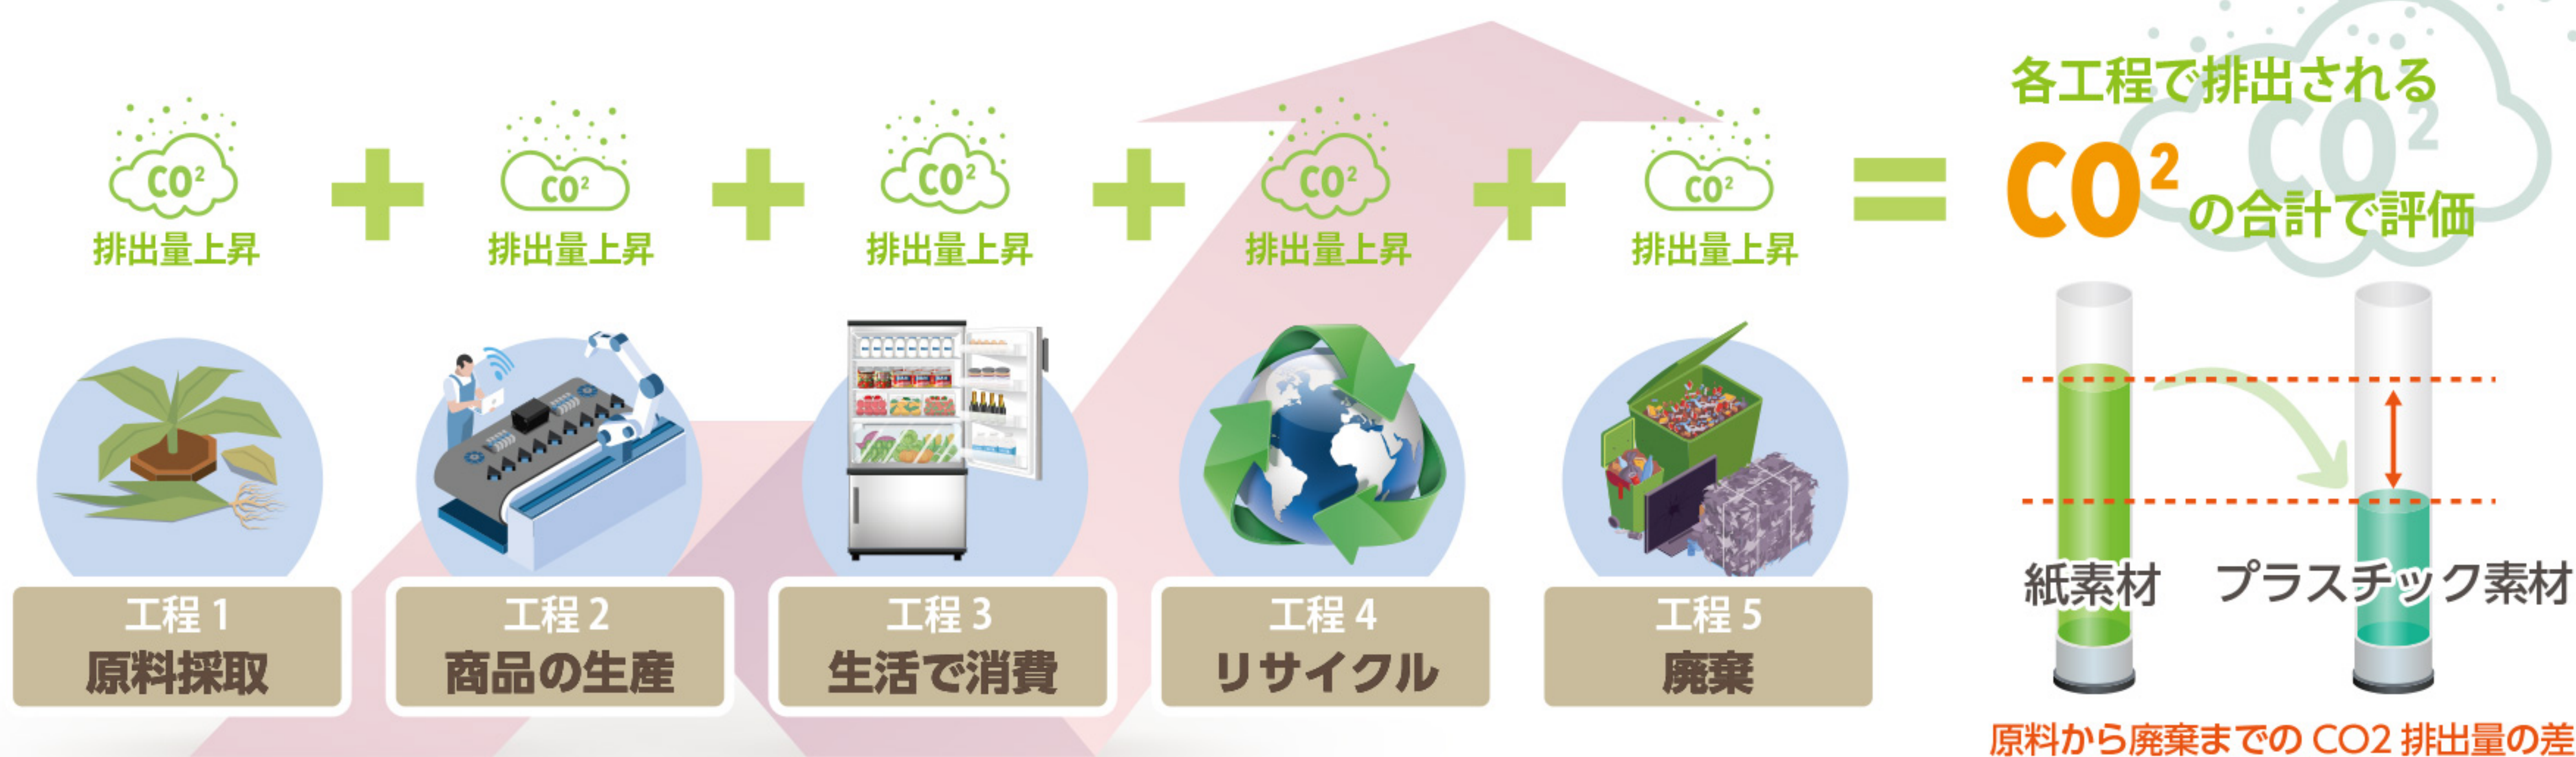 CO²
排出量上昇
CO²
排出量上昇
CO²
排出量上昇
CO²
排出量上昇
CO²
排出量上昇
各工程で排出される
CO²
CO²
の合計で評価
工程 1
原料採取
工程 2
商品の生産
工程 3
生活で消費
工程 4
リサイクル
工程 5
廃棄
紙素材
プラスチック素材
原料から廃棄までの CO2 排出量の差